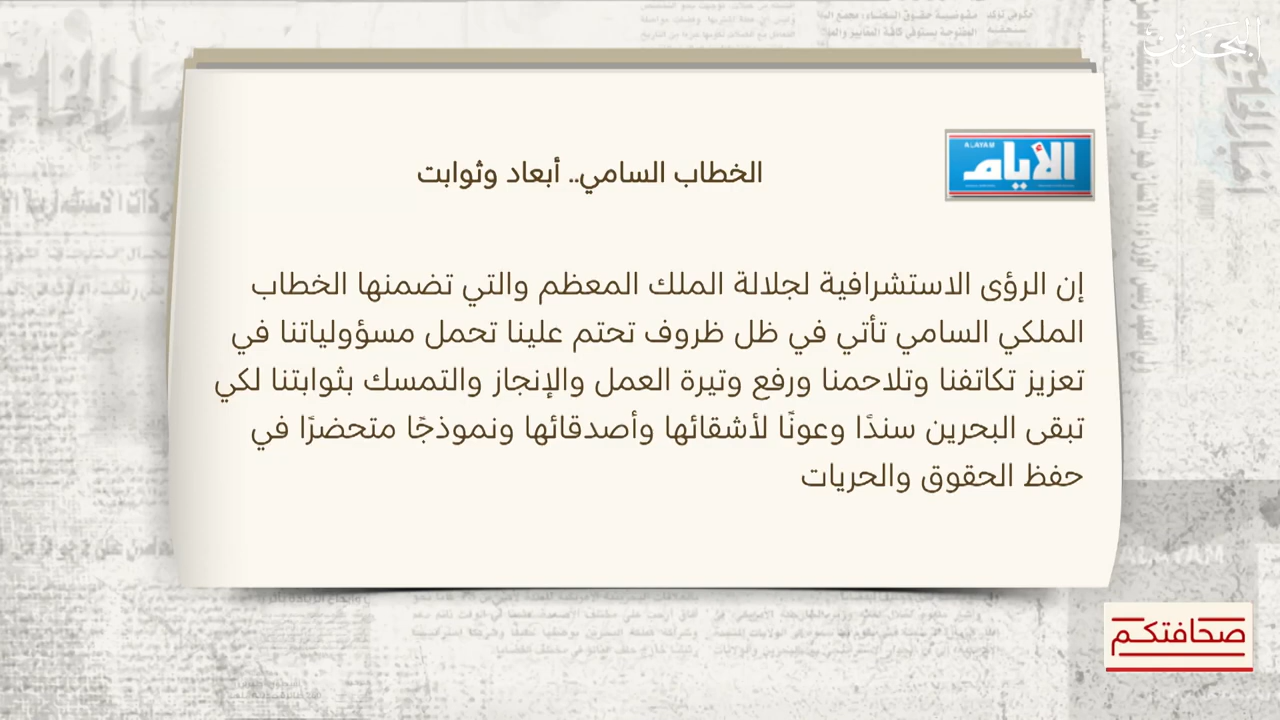 البحرين
ALAYAM
الأيام
الخطاب السامي.. أبعاد وثوابت
إن الرؤى الاستشرافية لجلالة الملك المعظم والتي تضمنها الخطاب
الملكي السامي تأتي في ظل ظروف تحتم علينا تحمل مسؤولياتنا في
تعزيز تكاتفنا وتلاحمنا ورفع وتيرة العمل والإنجاز والتمسك بثوابتنا لكي
تبقى البحرين سندًا وعونًا لأشقائها وأصدقائها ونموذجًا متحضرًا في
حفظ الحقوق والحريات
صحافتكم